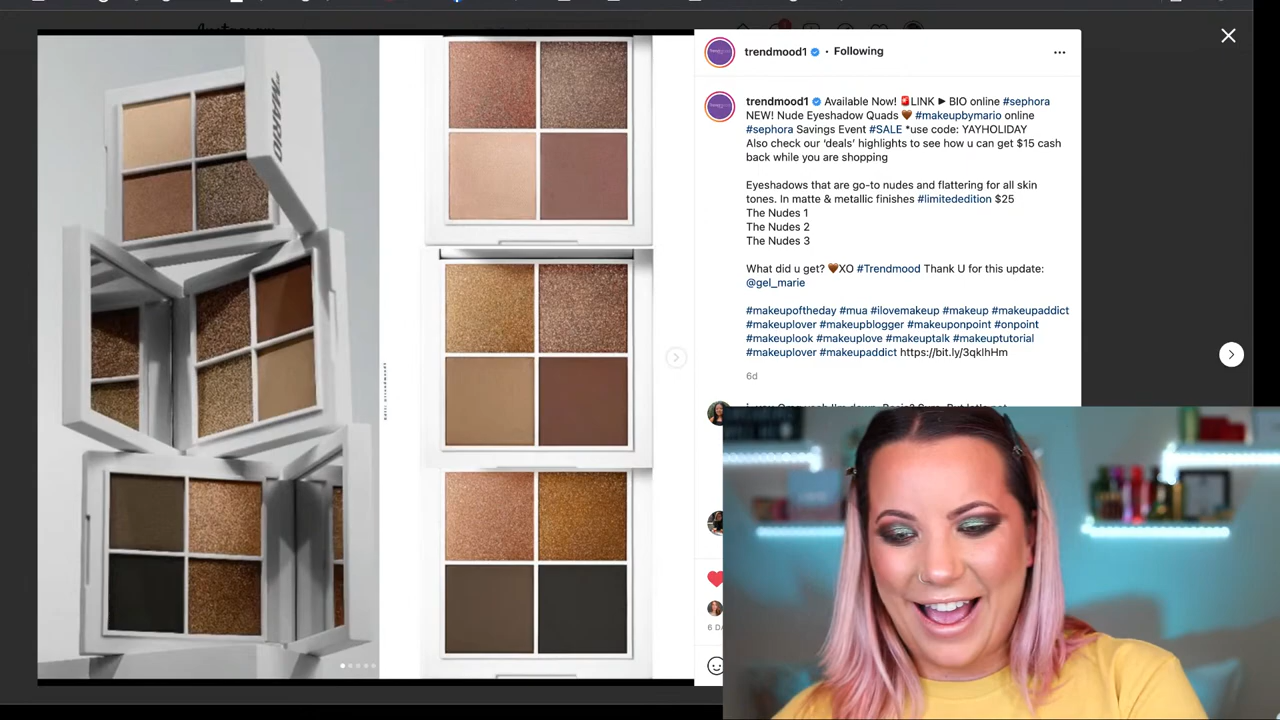 trendmood1 • Following
trendmood1 Available Now! 🚨LINK ▶ BIO online #sephora
NEW! Nude Eyeshadow Quads 🤎 #makeupbymario online
#sephora Savings Event #SALE *use code: YAYHOLIDAY
Also check our 'deals' highlights to see how u can get $15 cash
back while you are shopping
Eyeshadows that are go-to nudes and flattering for all skin
tones. In matte & metallic finishes #limitededition $25
The Nudes 1
The Nudes 2
The Nudes 3
What did u get? 🤎XO #Trendmood Thank U for this update:
@gel_marie
#makeupoftheday #mua #ilovemakeup #makeup #makeupaddict
#makeuplover #makeupblogger #makeuponpoint #onpoint
#makeuplook #makeuplove #makeuptalk #makeuptutorial
#makeuplover #makeupaddict https://bit.ly/3qklhHm
6d
MARIO